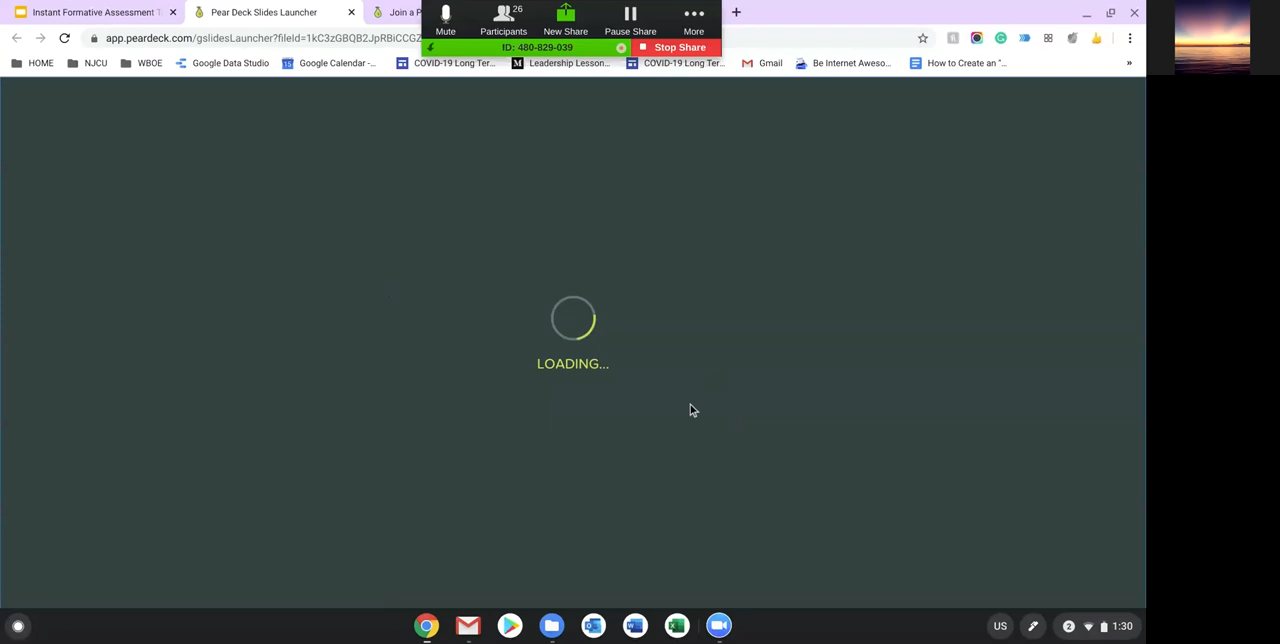 Instant Formative Assessment T
Pear Deck Slides Launcher
Join a P
26
Mute
Participants
New Share
Pause Share
More
ID: 480-829-039
Stop Share
app.peardeck.com/gslidesLauncher?fileId=1kC3zGBQB2JpRBiCCGZ
HOME
NJCU
WBOE
Google Data Studio
15
Google Calendar -...
COVID-19 Long Ter...
M
Leadership Lesson...
COVID-19 Long Ter...
Gmail
Be Internet Aweso...
How to Create an "...
»
LOADING...
US
2
1:30